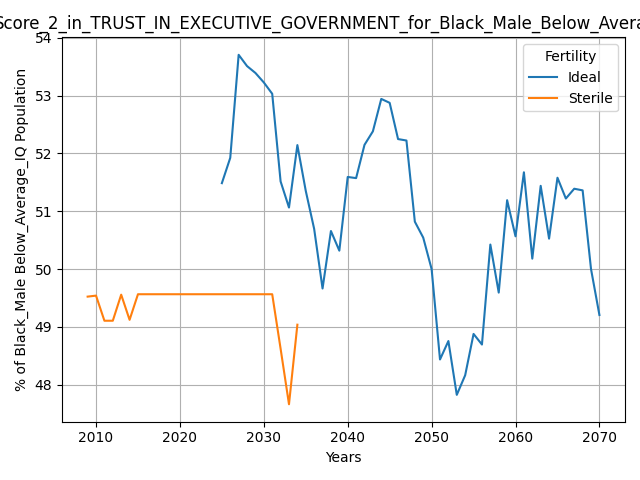 Score_2_in_TRUST_IN_EXECUTIVE_GOVERNMENT_for_Black_Male_Below_Avera
54
53
52
51
50
49
48
% of Black_Male Below_Average_IQ Population
Fertility
Ideal
Sterile
2010 2020 2030 2040 2050 2060 2070
Years